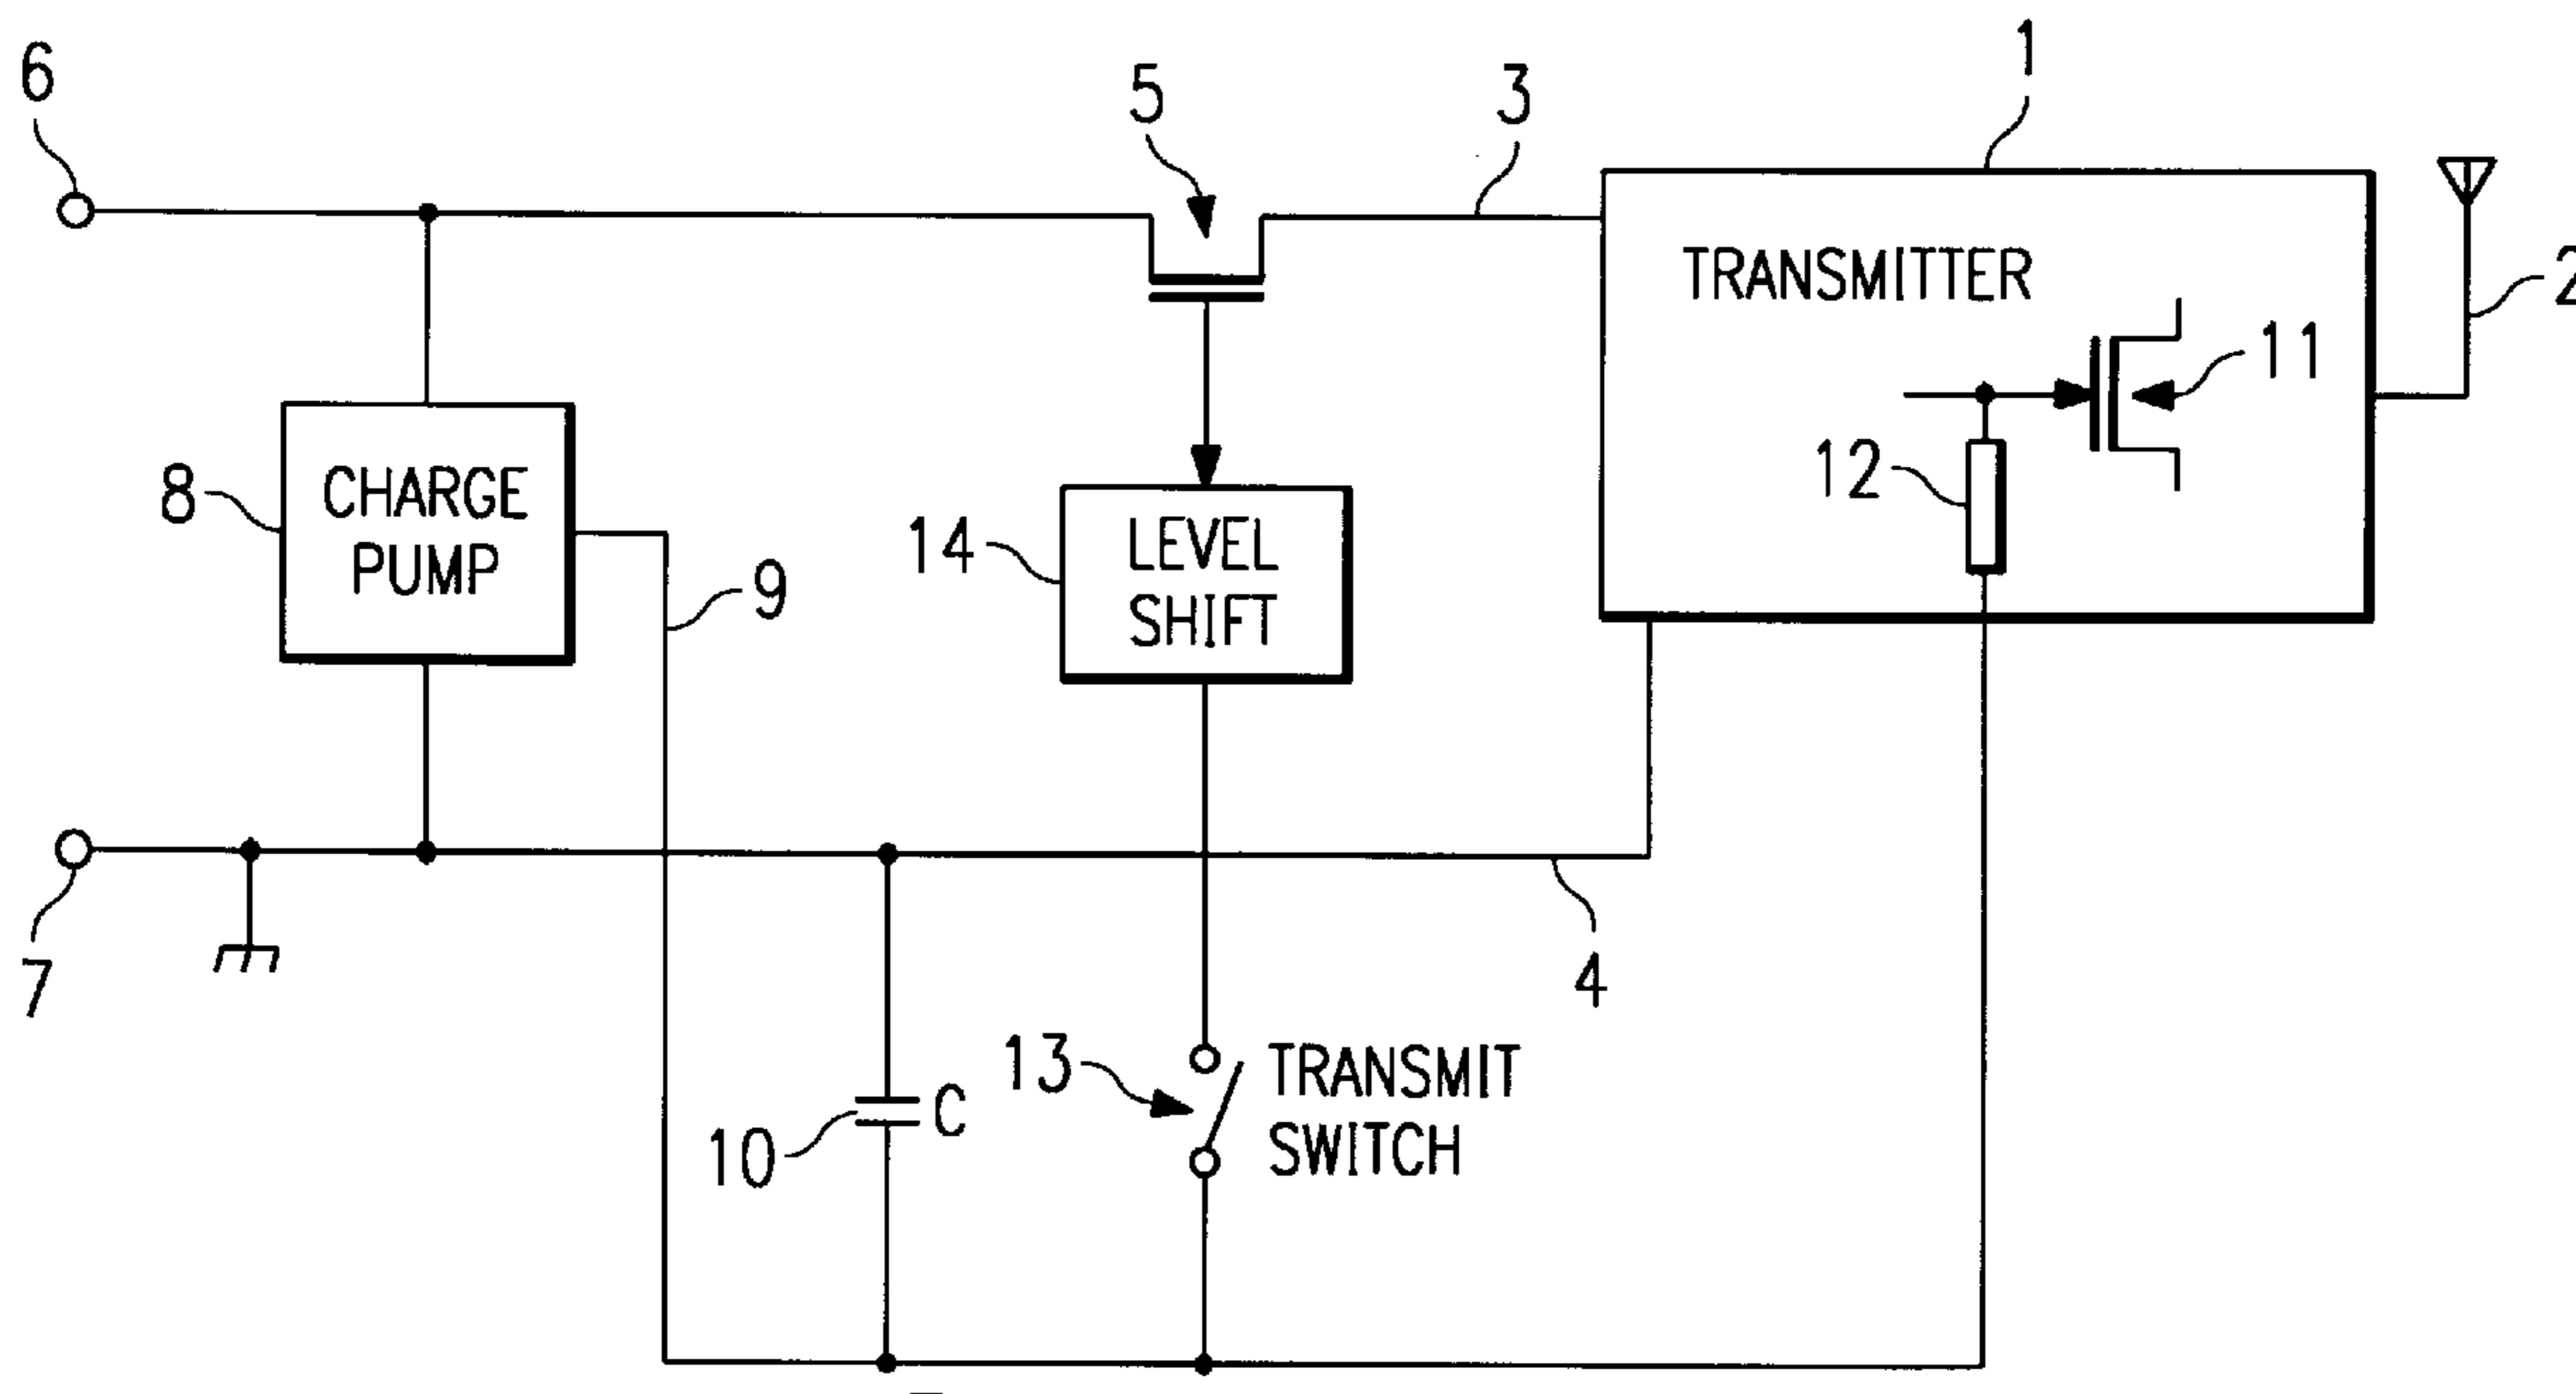 6
5
3
1
TRANSMITTER
2
11
12
8
CHARGE
PUMP
9
14
LEVEL
SHIFT
7
4
13
TRANSMIT
SWITCH
10
C